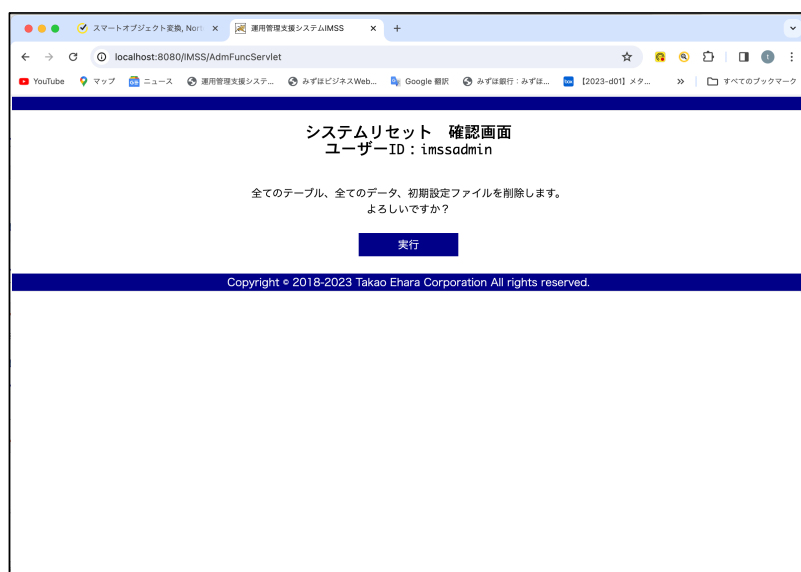 スマートオブジェクト変換, Nort
運用管理支援システムIMSS
localhost:8080/IMSS/AdmFuncServlet
YouTube マップ ニュース 運用管理支援システ... みずほビジネスWeb... Google 翻訳 みずほ銀行：みずほ... 【2023-d01】メタ... » すべてのブックマーク
システムリセット　確認画面
ユーザーID：imssadmin
全てのテーブル、全てのデータ、初期設定ファイルを削除します。
よろしいですか？
実行
Copyright © 2018-2023 Takao Ehara Corporation All rights reserved.